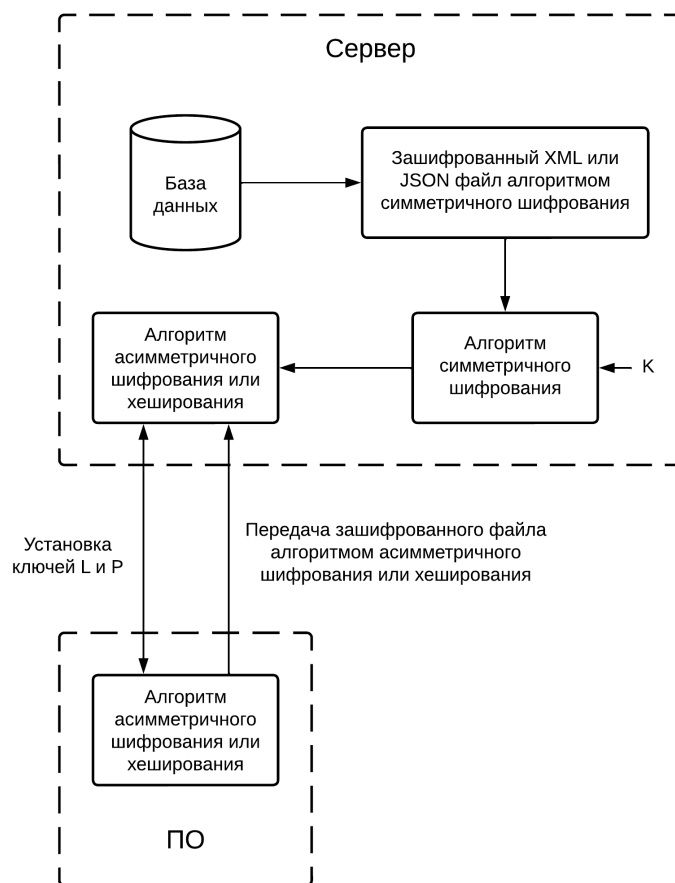 Сервер
База
данных
Зашифрованный XML или
JSON файл алгоритмом
симметричного шифрования
Алгоритм
асимметричного
шифрования или
хеширования
Алгоритм
симметричного
шифрования
K
Установка
ключей L и P
Передача зашифрованного файла
алгоритмом асимметричного
шифрования или хеширования
Алгоритм
асимметричного
шифрования или
хеширования
ПО